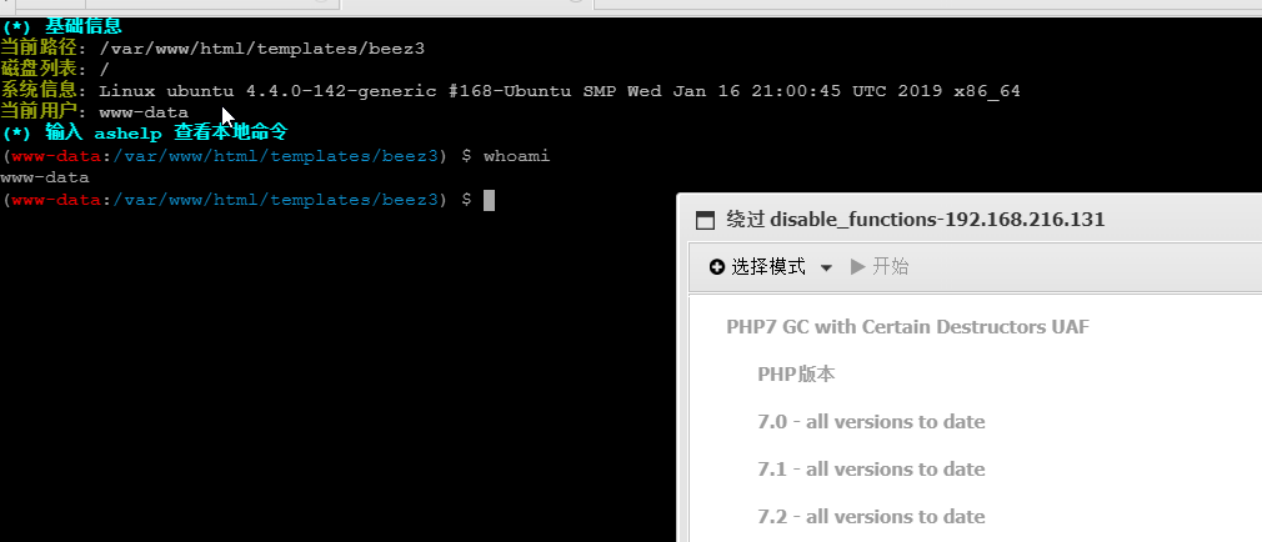 (*) 基础信息
当前路径: /var/www/html/templates/beez3
磁盘列表: /
系统信息: Linux ubuntu 4.4.0-142-generic #168-Ubuntu SMP Wed Jan 16 21:00:45 UTC 2019 x86_64
当前用户: www-data
(*) 输入 ashelp 查看本地命令
(www-data:/var/www/html/templates/beez3) $ whoami
www-data
(www-data:/var/www/html/templates/beez3) $
绕过 disable_functions-192.168.216.131
选择模式 开始
PHP7 GC with Certain Destructors UAF
PHP版本
7.0 - all versions to date
7.1 - all versions to date
7.2 - all versions to date